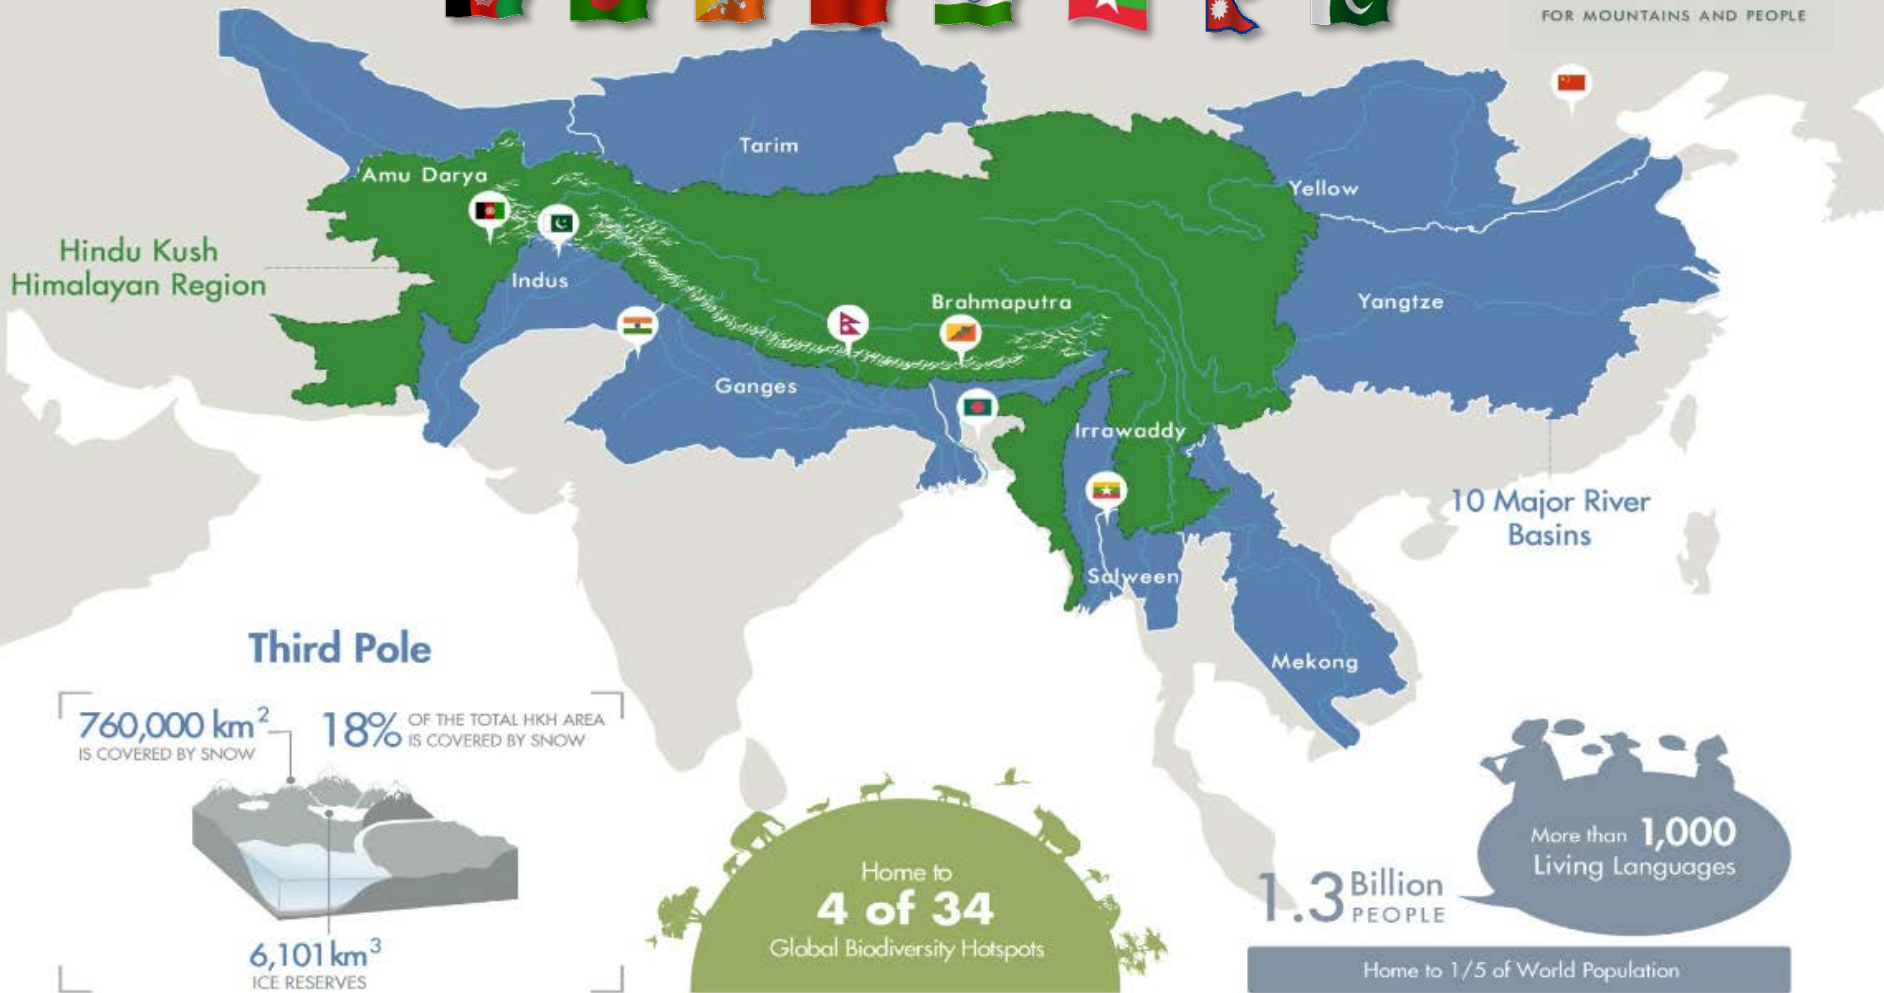 FOR MOUNTAINS AND PEOPLE
Tarim
Amu Darya
Yellow
Hindu Kush
Himalayan Region
Indus
Brahmaputra
Yangtze
Ganges
Irrawaddy
10 Major River
Basins
Salween
Mekong
Third Pole
760,000 km²
IS COVERED BY SNOW
18% OF THE TOTAL HKH AREA
IS COVERED BY SNOW
6,101 km³
ICE RESERVES
Home to
4 of 34
Global Biodiversity Hotspots
More than 1,000
Living Languages
1.3 Billion
PEOPLE
Home to 1/5 of World Population